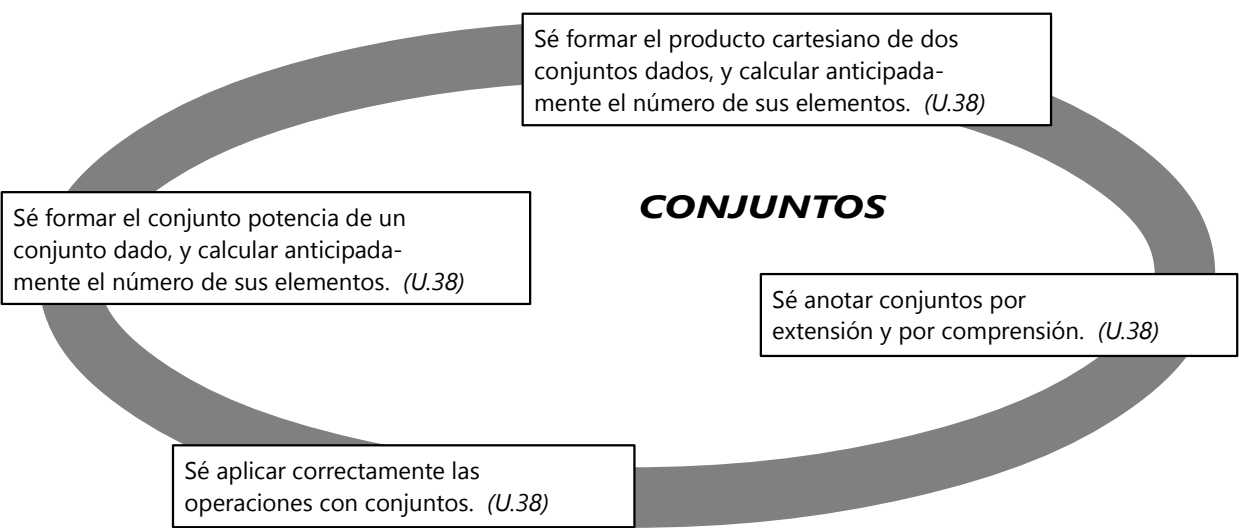 Sé formar el producto cartesiano de dos
conjuntos dados, y calcular anticipada-
mente el número de sus elementos. (U.38)
CONJUNTOS
Sé formar el conjunto potencia de un
conjunto dado, y calcular anticipada-
mente el número de sus elementos. (U.38)
Sé anotar conjuntos por
extensión y por comprensión. (U.38)
Sé aplicar correctamente las
operaciones con conjuntos. (U.38)